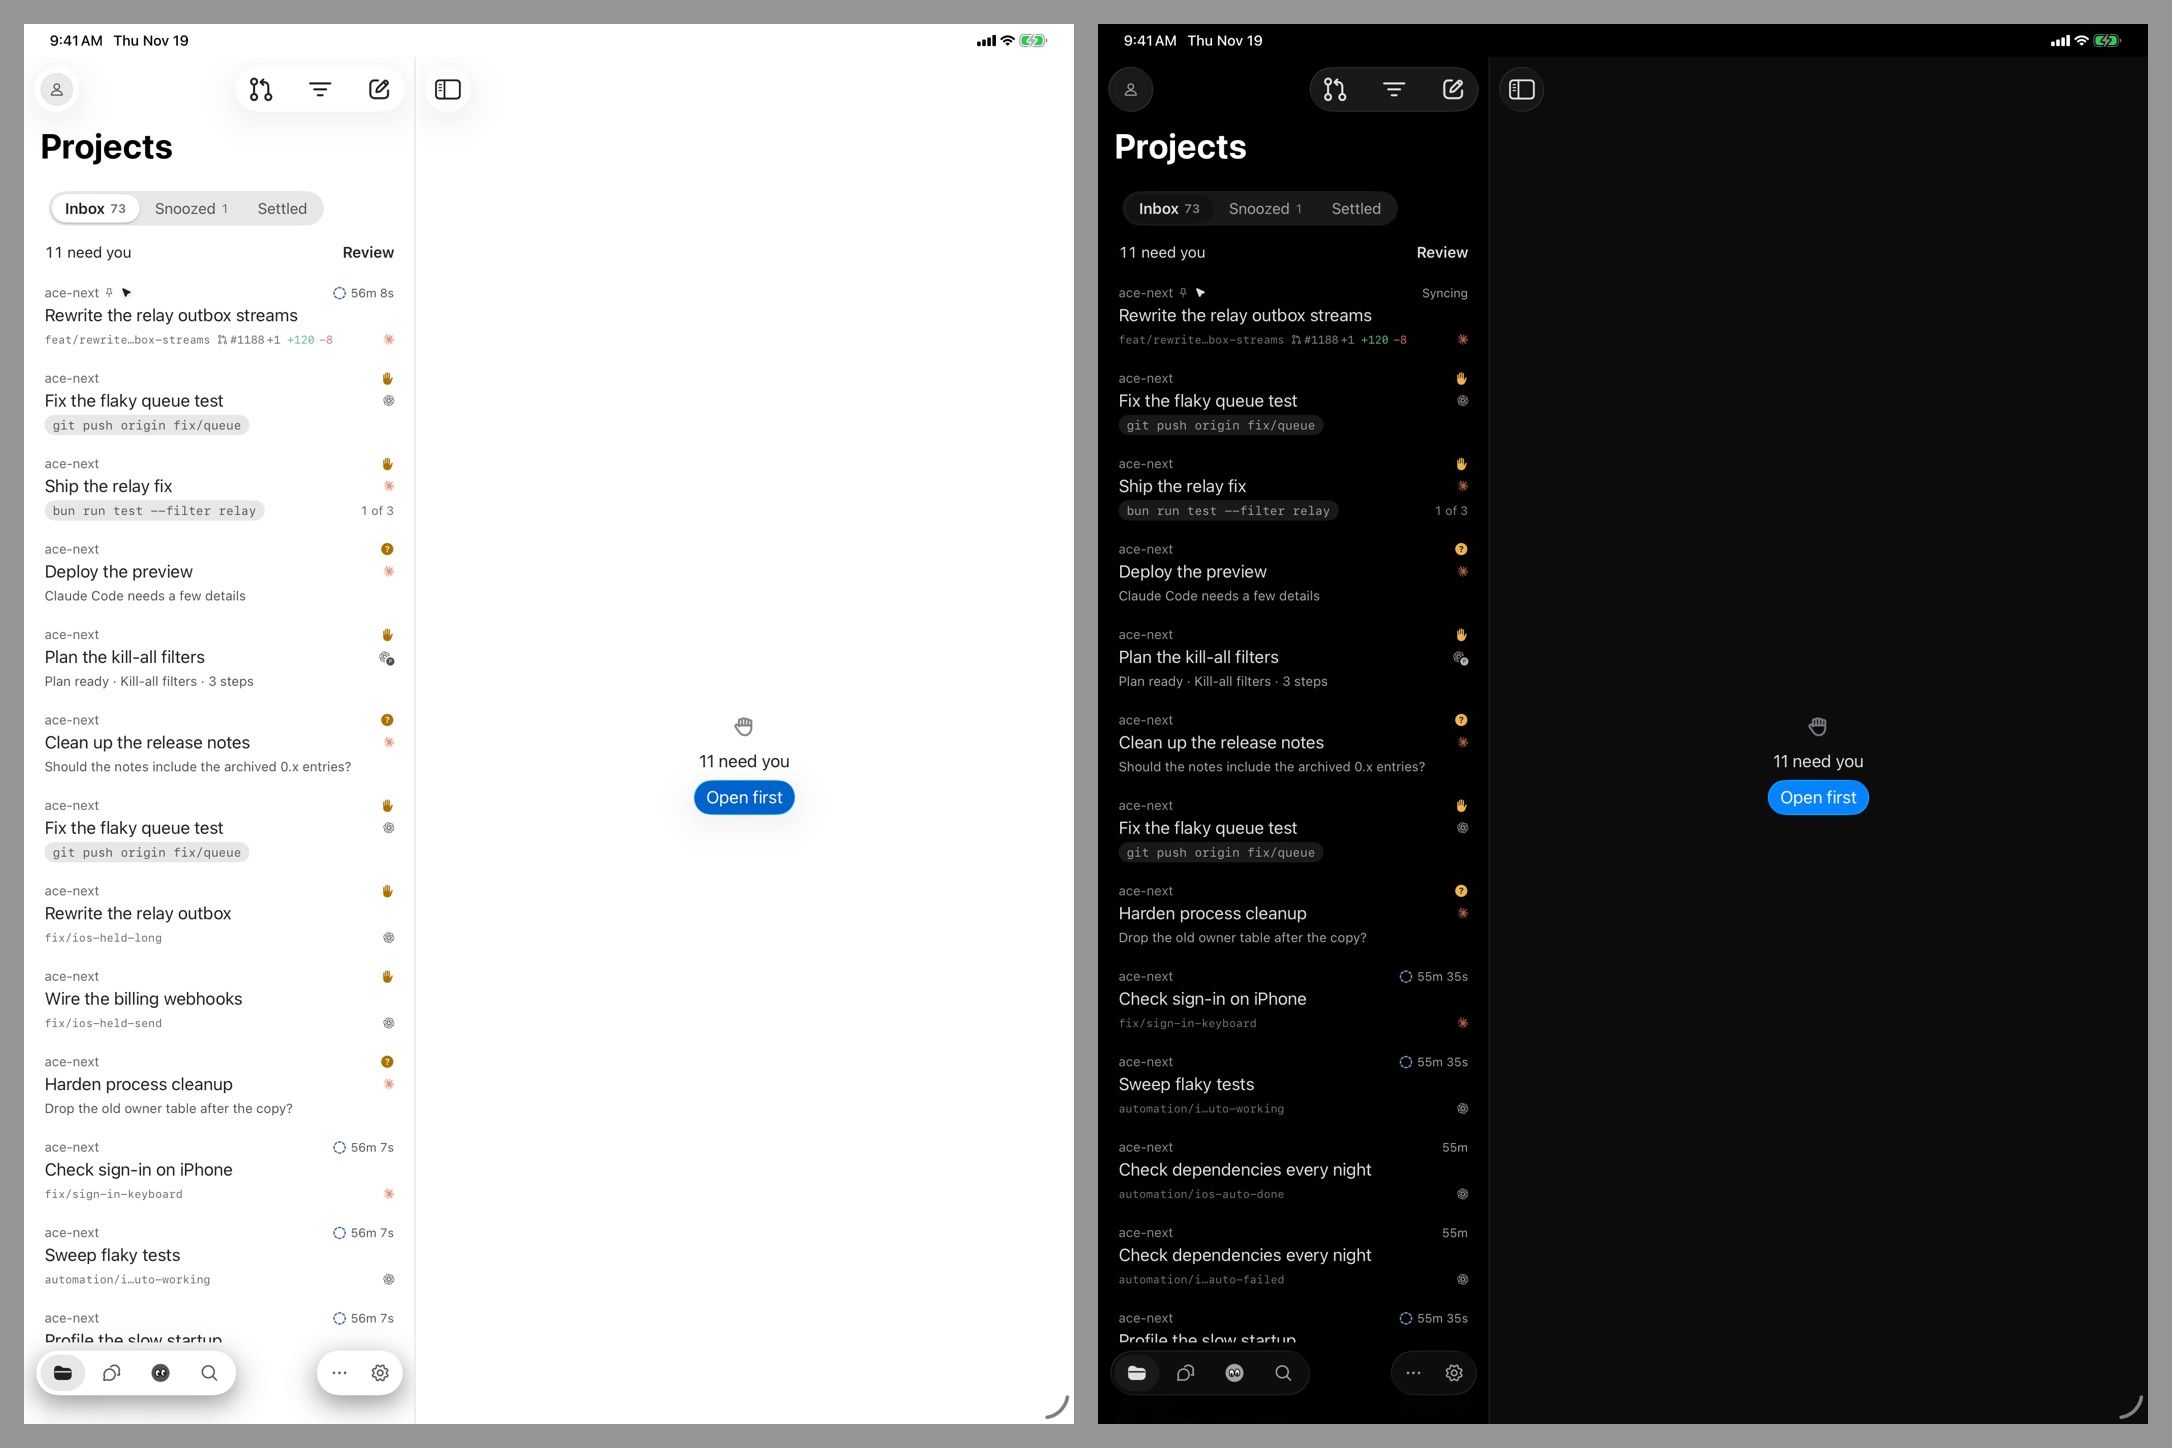 9:41 AM Thu Nov 19
Projects
Inbox 73 Snoozed 1 Settled
11 need you Review
ace-next 56m 8s
Rewrite the relay outbox streams
feat/rewrite…box-streams #1188 +1 +120 −8
ace-next
Fix the flaky queue test
git push origin fix/queue
ace-next
Ship the relay fix
bun run test --filter relay 1 of 3
ace-next
Deploy the preview
Claude Code needs a few details
ace-next
Plan the kill-all filters
Plan ready · Kill-all filters · 3 steps
ace-next
Clean up the release notes
Should the notes include the archived 0.x entries?
ace-next
Fix the flaky queue test
git push origin fix/queue
ace-next
Rewrite the relay outbox
fix/ios-held-long
ace-next
Wire the billing webhooks
fix/ios-held-send
ace-next
Harden process cleanup
Drop the old owner table after the copy?
ace-next 56m 7s
Check sign-in on iPhone
fix/sign-in-keyboard
ace-next 56m 7s
Sweep flaky tests
automation/i…uto-working
ace-next 56m 7s
Profile the slow startup
11 need you
Open first
9:41 AM Thu Nov 19
Projects
Inbox 73 Snoozed 1 Settled
11 need you Review
ace-next Syncing
Rewrite the relay outbox streams
feat/rewrite…box-streams #1188 +1 +120 −8
ace-next
Fix the flaky queue test
git push origin fix/queue
ace-next
Ship the relay fix
bun run test --filter relay 1 of 3
ace-next
Deploy the preview
Claude Code needs a few details
ace-next
Plan the kill-all filters
Plan ready · Kill-all filters · 3 steps
ace-next
Clean up the release notes
Should the notes include the archived 0.x entries?
ace-next
Fix the flaky queue test
git push origin fix/queue
ace-next
Harden process cleanup
Drop the old owner table after the copy?
ace-next 55m 35s
Check sign-in on iPhone
fix/sign-in-keyboard
ace-next 55m 35s
Sweep flaky tests
automation/i…uto-working
ace-next 55m
Check dependencies every night
automation/ios-auto-done
ace-next 55m
Check dependencies every night
automation/i…auto-failed
ace-next 55m 35s
Profile the slow startup
11 need you
Open first